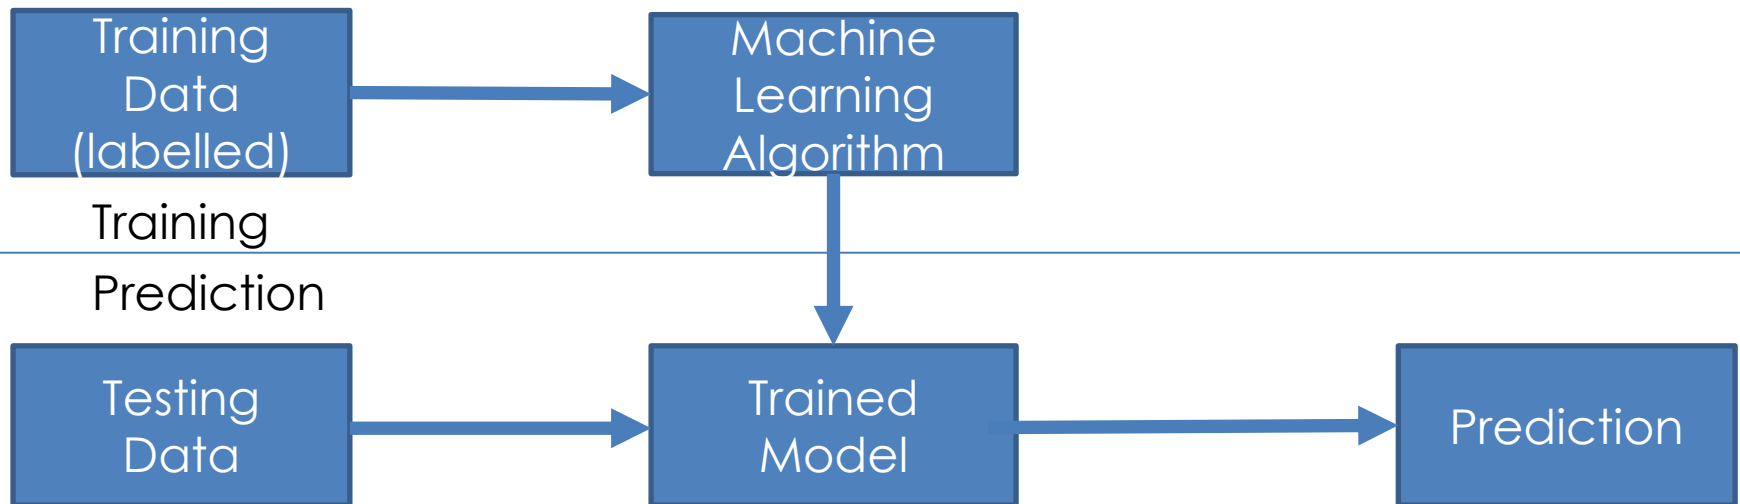 Training
Data
(labelled)
Machine
Learning
Algorithm
Training
Prediction
Testing
Data
Trained
Model
Prediction